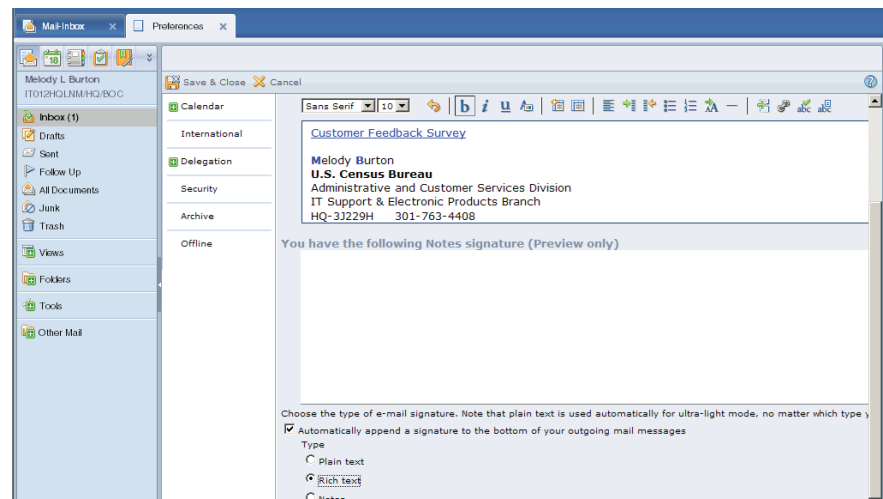 Mail-Inbox
Preferences
Melody L Burton
IT012HQLNM/HQ/BOC
Inbox (1)
Drafts
Sent
Follow Up
All Documents
Junk
Trash
Views
Folders
Tools
Other Mail
Save & Close
Cancel
Calendar
International
Delegation
Security
Archive
Offline
Sans Serif 10 b i u
Customer Feedback Survey
Melody Burton
U.S. Census Bureau
Administrative and Customer Services Division
IT Support & Electronic Products Branch
HQ-3J229H 301-763-4408
You have the following Notes signature (Preview only)
Choose the type of e-mail signature. Note that plain text is used automatically for ultra-light mode, no matter which type y
Automatically append a signature to the bottom of your outgoing mail messages
Type
Plain text
Rich text
Notes